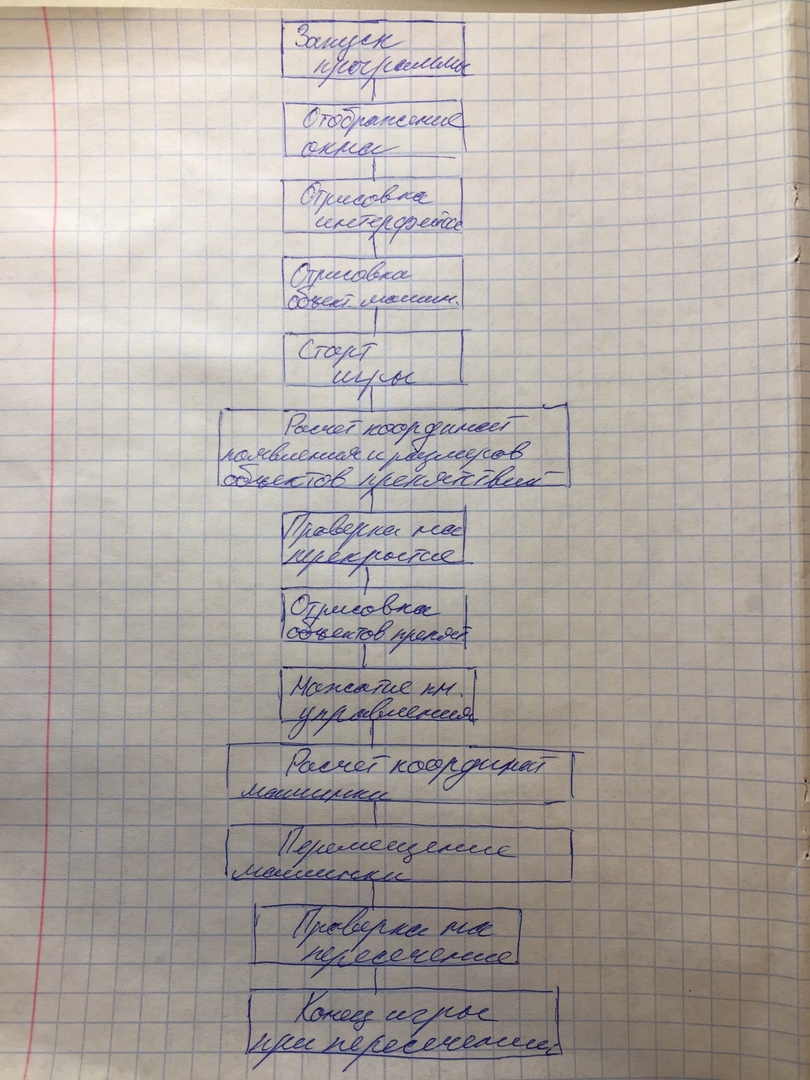 Запуск
программы
Отображение
окна
Отрисовка
интерфейса
Отрисовка
объект машин.
Старт
игры
Расчет координат
появления и размеров
объектов препятствий
Проверка на
перекрытие
Отрисовка
объектов препят
Нажатие кн.
управления
Расчет координат
машинки
Перемещение
машинки
Проверка на
пересечение
Конец игры
при пересечении